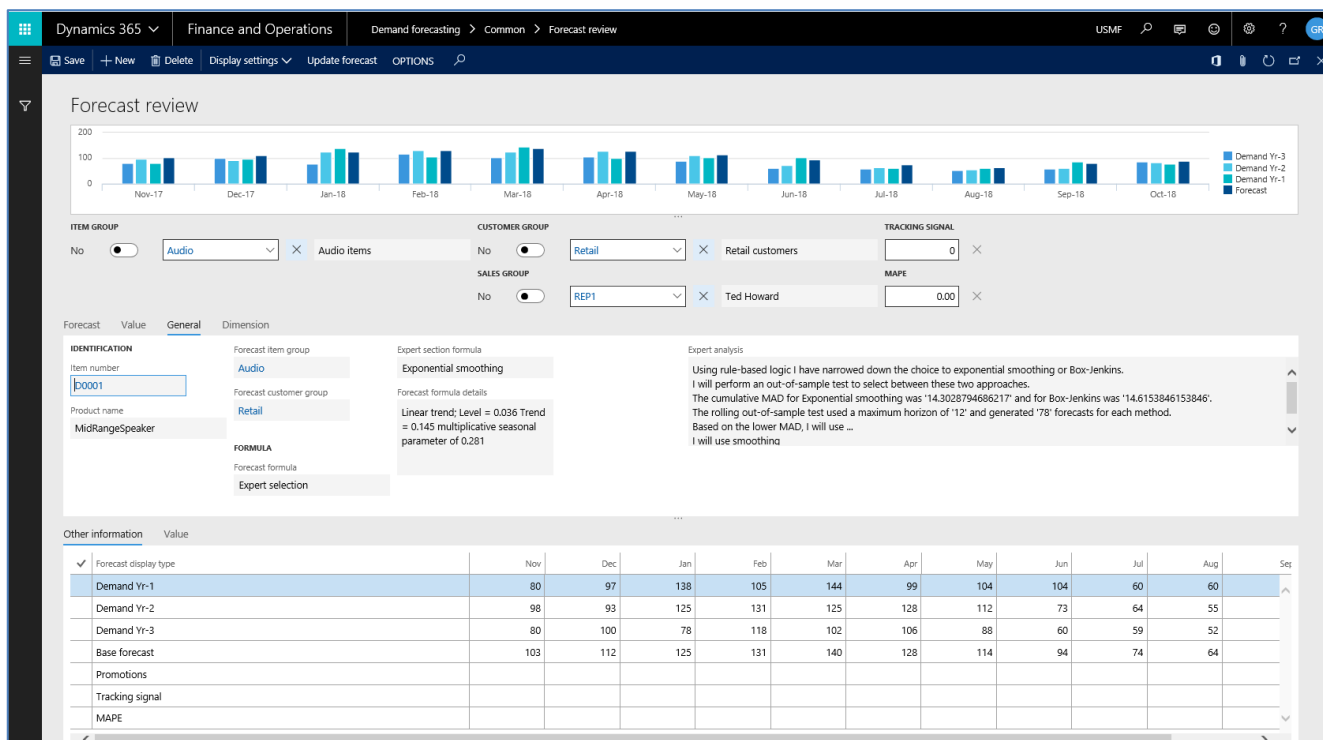 Dynamics 365 Finance and Operations Demand forecasting > Common > Forecast review USMF ? GR
Save + New Delete Display settings Update forecast OPTIONS
Forecast review
200
100
0
Nov-17 Dec-17 Jan-18 Feb-18 Mar-18 Apr-18 May-18 Jun-18 Jul-18 Aug-18 Sep-18 Oct-18
Demand Yr-3
Demand Yr-2
Demand Yr-1
Forecast
ITEM GROUP CUSTOMER GROUP TRACKING SIGNAL
No Audio Audio items No Retail Retail customers 0
SALES GROUP MAPE
No REP1 Ted Howard 0.00
Forecast Value General Dimension
IDENTIFICATION
Item number
D0001
Product name
MidRangeSpeaker
Forecast item group
Audio
Forecast customer group
Retail
FORMULA
Forecast formula
Expert selection
Expert section formula
Exponential smoothing
Forecast formula details
Linear trend; Level = 0.036 Trend
= 0.145 multiplicative seasonal
parameter of 0.281
Expert analysis
Using rule-based logic I have narrowed down the choice to exponential smoothing or Box-Jenkins.
I will perform an out-of-sample test to select between these two approaches.
The cumulative MAD for Exponential smoothing was '14.3028794686217' and for Box-Jenkins was '14.6153846153846'.
The rolling out-of-sample test used a maximum horizon of '12' and generated '78' forecasts for each method.
Based on the lower MAD, I will use ...
I will use smoothing
Other information Value
Forecast display type Nov Dec Jan Feb Mar Apr May Jun Jul Aug Sep
Demand Yr-1 80 97 138 105 144 99 104 104 60 60
Demand Yr-2 98 93 125 131 125 128 112 73 64 55
Demand Yr-3 80 100 78 118 102 106 88 60 59 52
Base forecast 103 112 125 131 140 128 114 94 74 64
Promotions
Tracking signal
MAPE